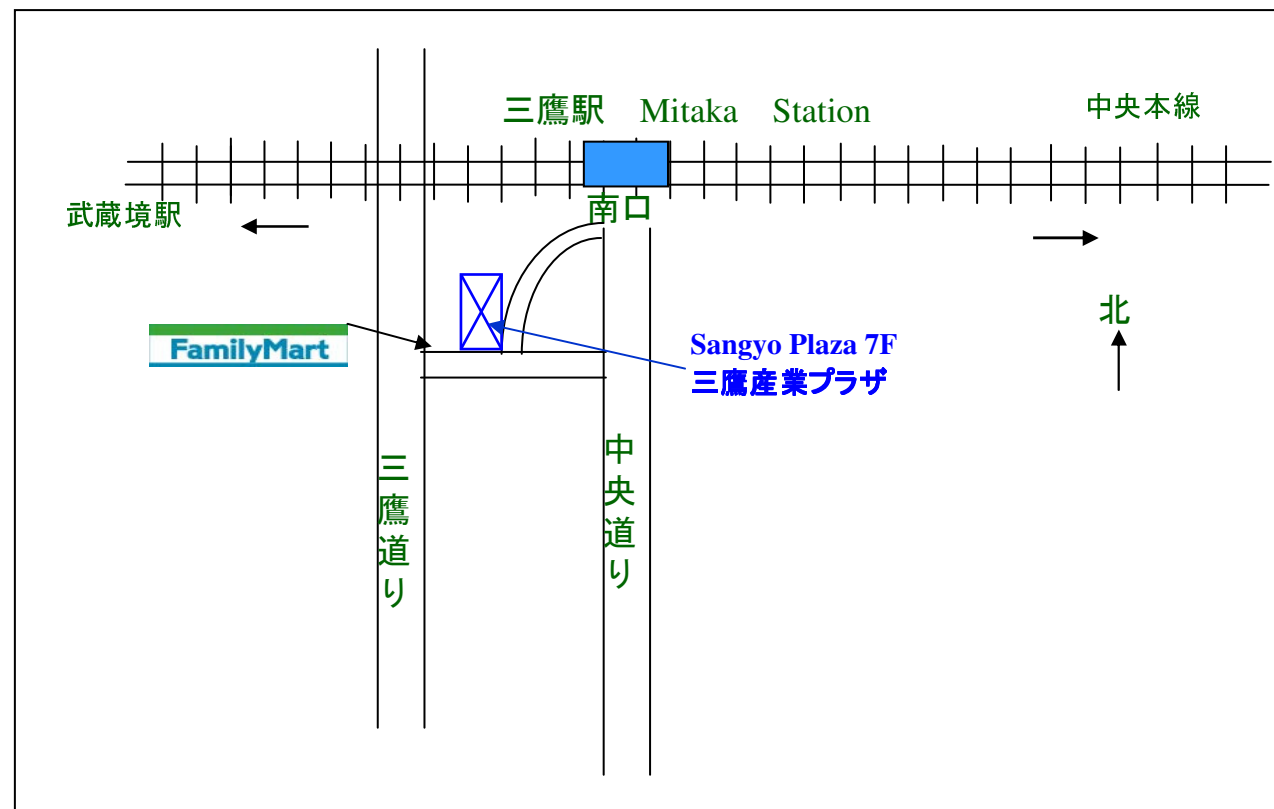 三鷹駅 Mitaka Station
中央本線
武蔵境駅
南口
北
FamilyMart
Sangyo Plaza 7F
三鷹産業プラザ
三鷹道り
中央道り